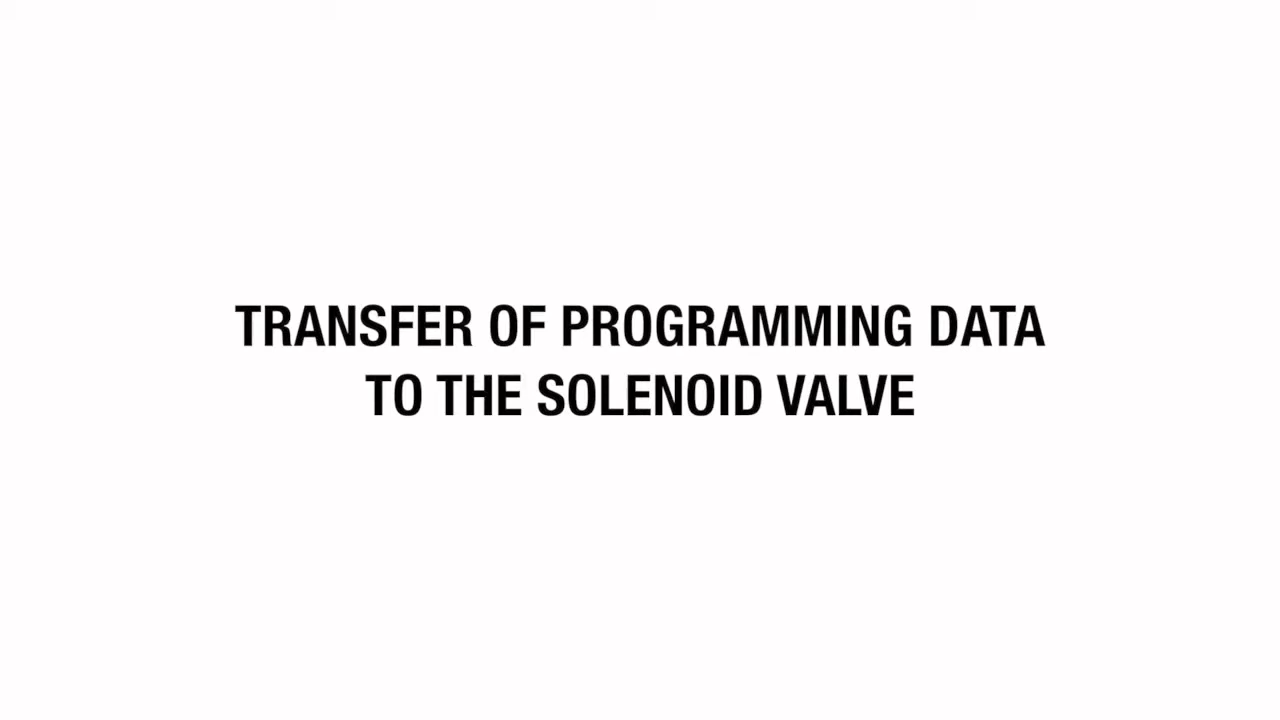 TRANSFER OF PROGRAMMING DATA
TO THE SOLENOID VALVE